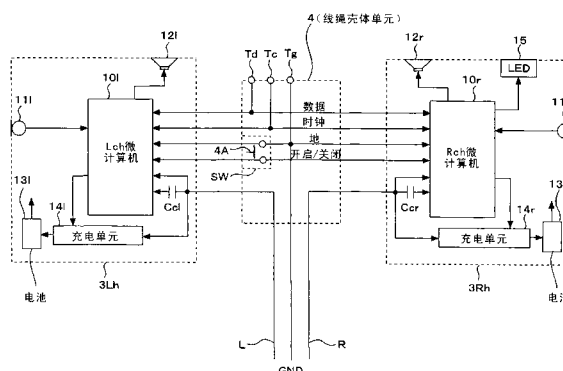 4(线绳壳体单元)
12l
Td Tc Tg
12r
15
LED
10l
10r
11l
数据
时钟
地
4A
开启/关闭
SW
Lch微计算机
Rch微计算机
Ccl
Ccr
13l
14l
充电单元
14r
充电单元
电池
3Lh
3Rh
L
R
GND